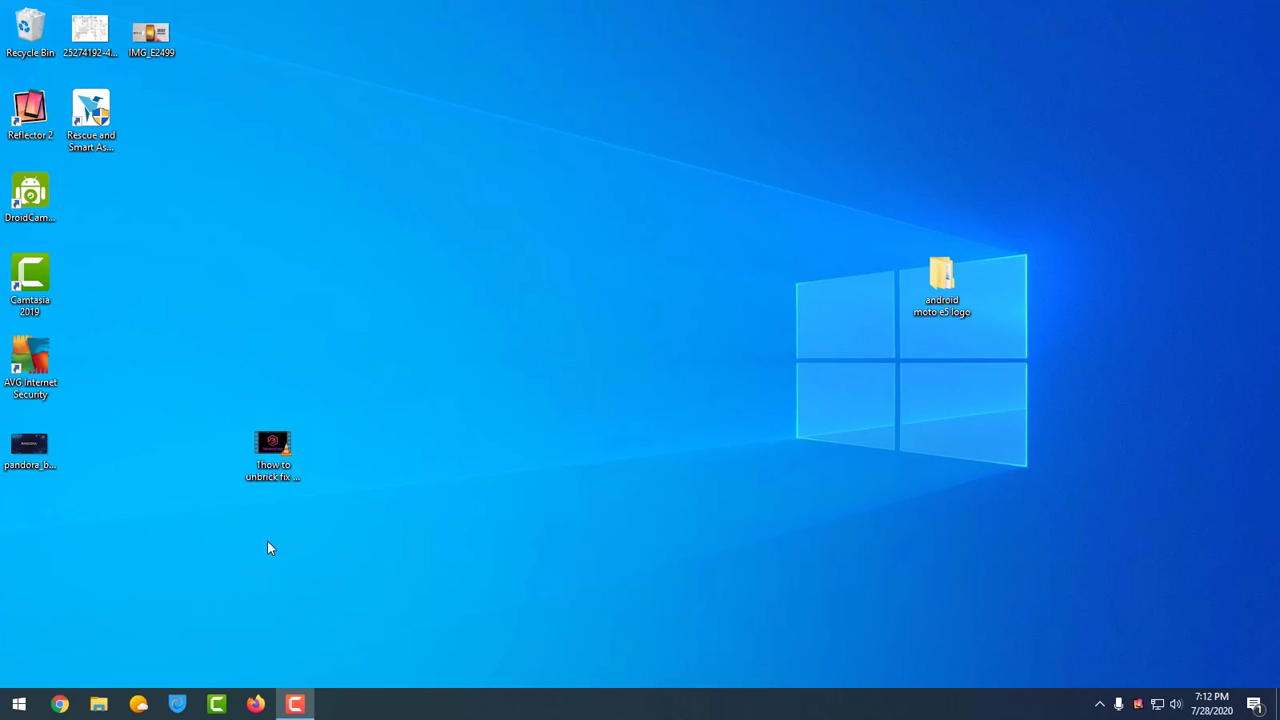 Recycle Bin
25274192-4...
IMG_E2499
Reflector 2
Rescue and
Smart As...
DroidCam...
Camtasia
2019
AVG Internet
Security
pandora_b...
1how to
unbrick fix ...
android
moto e5 logo
7:12 PM
7/28/2020
1